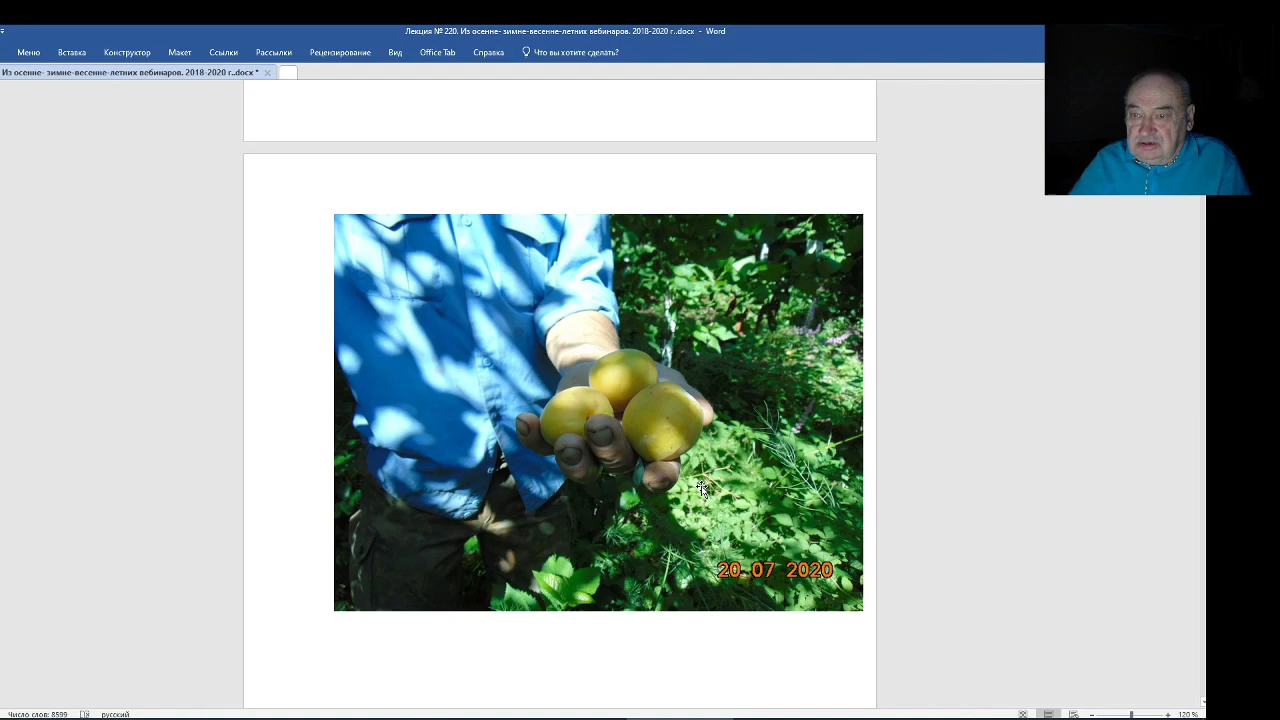 Лекция № 220. Из осенне- зимне-весенне-летних вебинаров. 2018-2020 г..docx - Word
Меню Вставка Конструктор Макет Ссылки Рассылки Рецензирование Вид Office Tab Справка Что вы хотите сделать?
Из осенне- зимне-весенне-летних вебинаров. 2018-2020 г..docx *
20 07 2020
Число слов: 8599 русский 120 %